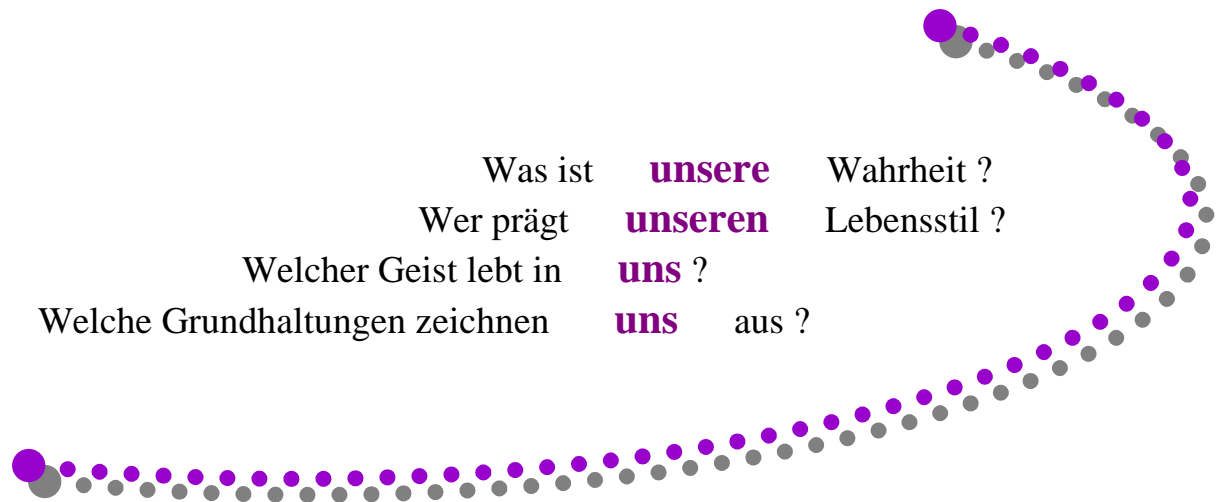 Was ist unsere Wahrheit ?
Wer prägt unseren Lebensstil ?
Welcher Geist lebt in uns ?
Welche Grundhaltungen zeichnen uns aus ?